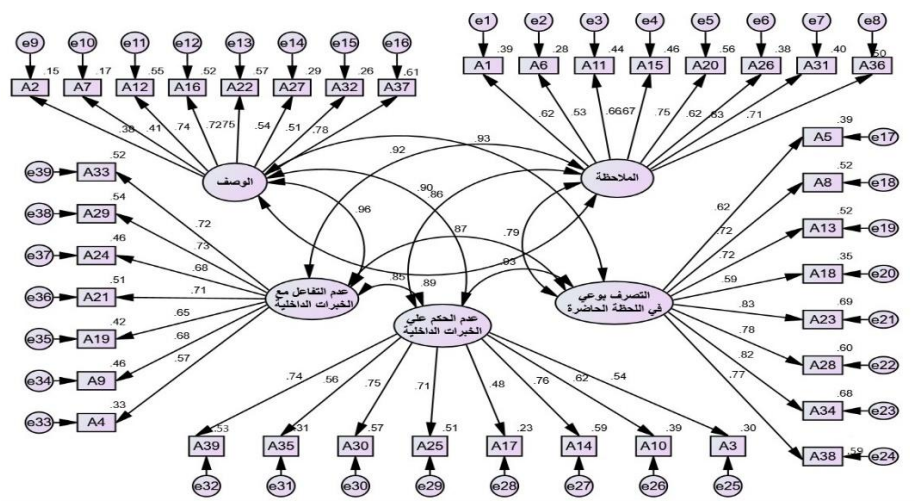 e1 e2 e3 e4 e5 e6 e7 e8
e9 e10 e11 e12 e13 e14 e15 e16
.39 .28 .44 .46 .56 .38 .40 .50
A1 A6 A11 A15 A20 A26 A31 A36
.15 .17 .55 .52 .57 .29 .26 .61
A2 A7 A12 A16 A22 A27 A32 A37
.62 .53 .66 .67 .75 .62 .63 .71
.38 .41 .74 .72 .75 .54 .51 .78
.39
A5 e17
.93
.92
.52
e39 A33
الوصف
الملاحظة
.52
A8 e18
.90
.86
.62
.54
e38 A29
.96
.72
.87
.79
.72
.52
A13 e19
.46
e37 A24
.73
.72
.68
.93
.59
.35
A18 e20
.51
e36 A21
.71
.85
.89
عدم التفاعل مع
الخبرات الداخلية
التصرف بوعي
في اللحظة الحاضرة
.83
.69
A23 e21
.42
e35 A19
.65
عدم الحكم علي
الخبرات الداخلية
.78
.60
A28 e22
.46
e34 A9
.68
.82
.68
A34 e23
.57
.77
.33
e33 A4
.74 .56 .75 .71 .48 .76 .62 .54
.59
A38 e24
.53 .31 .57 .51 .23 .59 .39 .30
A39 A35 A30 A25 A17 A14 A10 A3
e32 e31 e30 e29 e28 e27 e26 e25